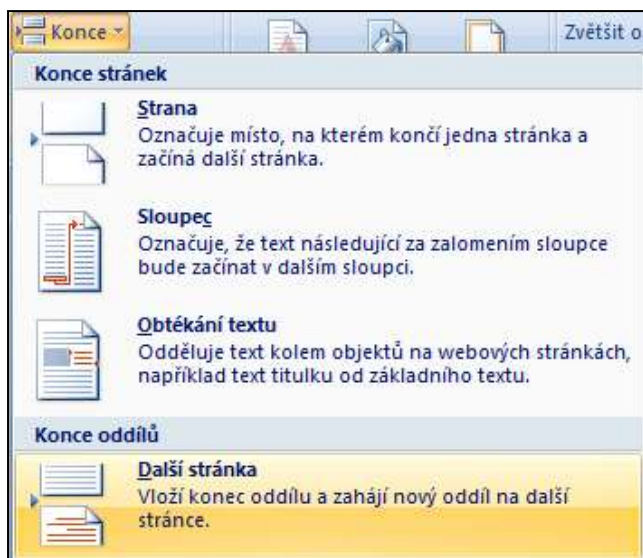 Konce
Zvětšit o
Konce stránek
Strana
Označuje místo, na kterém končí jedna stránka a
začíná další stránka.
Sloupec
Označuje, že text následující za zalomením sloupce
bude začínat v dalším sloupci.
Obtékání textu
Odděluje text kolem objektů na webových stránkách,
například text titulku od základního textu.
Konce oddílů
Další stránka
Vloží konec oddílu a zahájí nový oddíl na další
stránce.